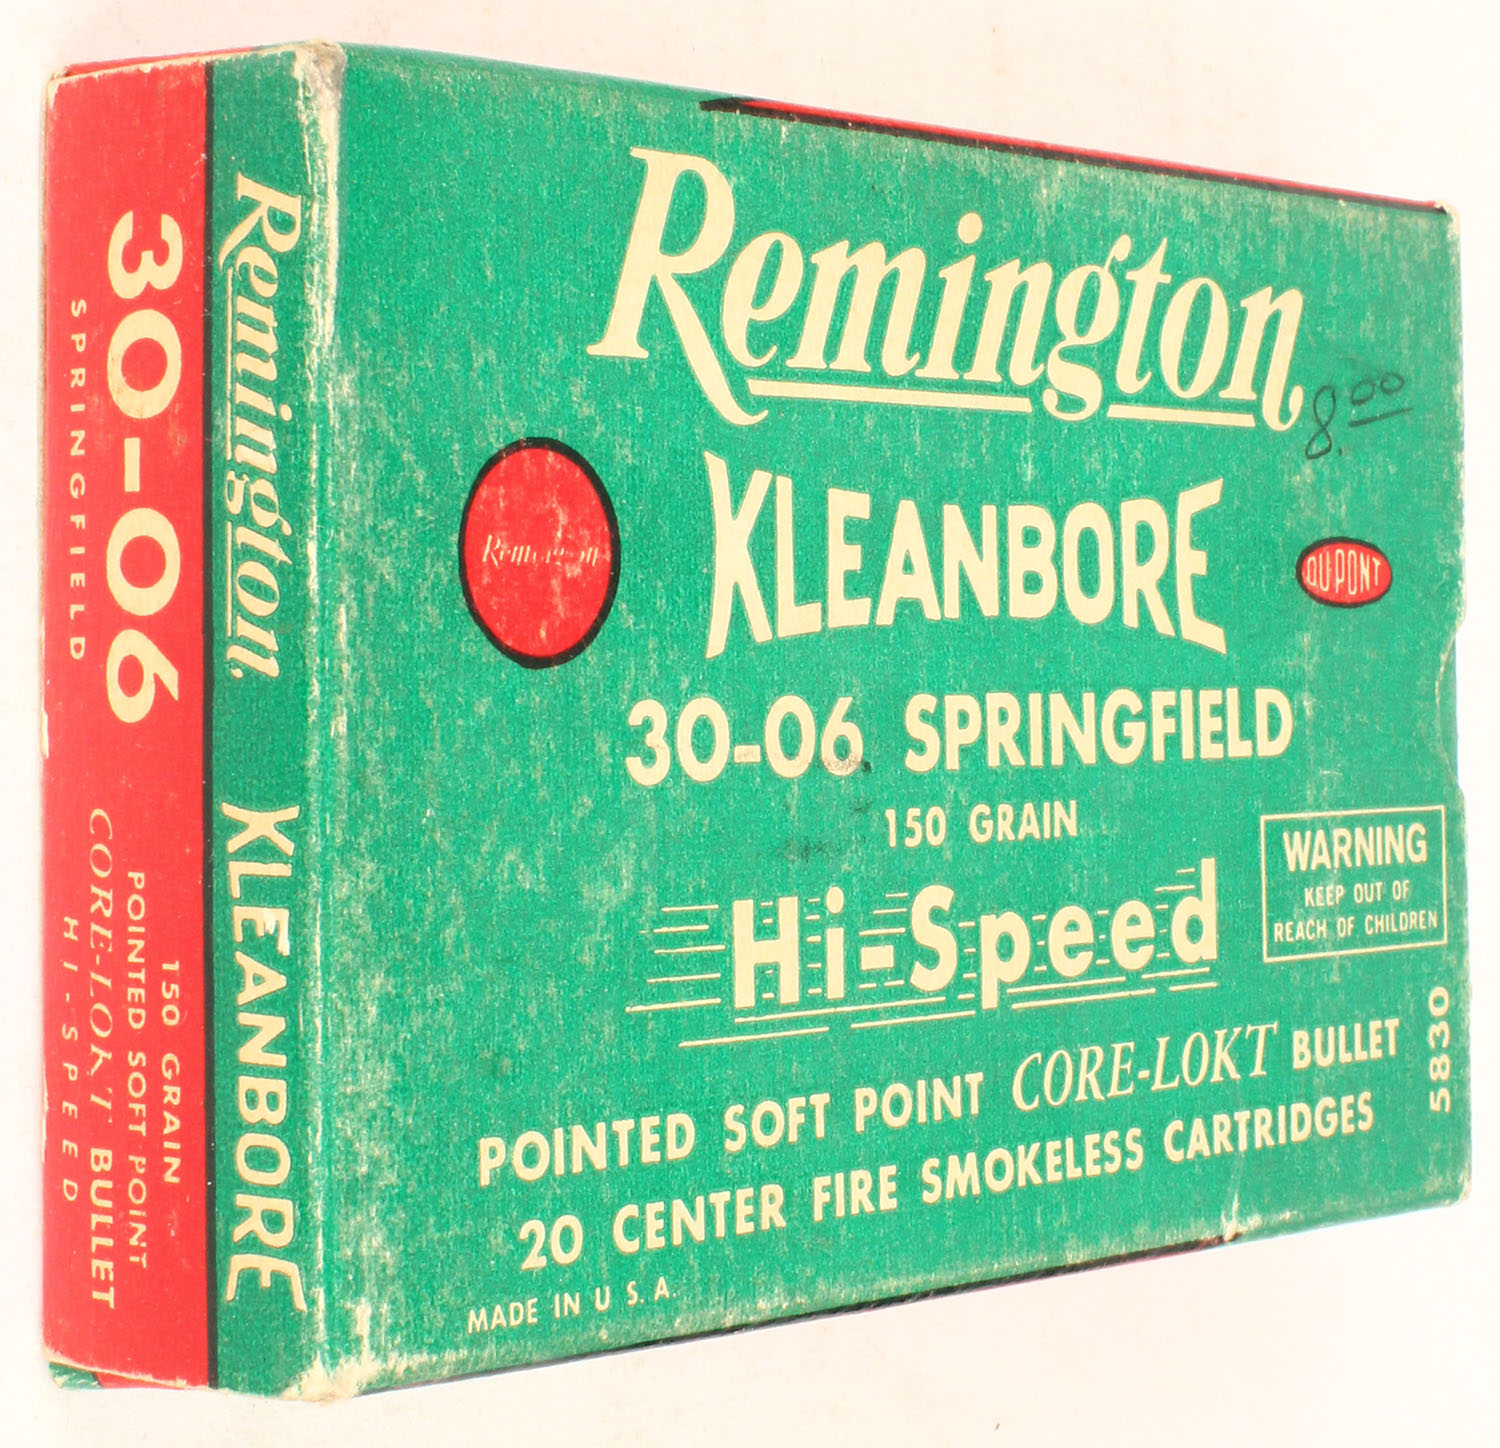 Remington
8.00
KLEANBORE
Remington
DU PONT
30-06 SPRINGFIELD
150 GRAIN
Hi-Speed
WARNING
KEEP OUT OF
REACH OF CHILDREN
POINTED SOFT POINT CORE-LOKT BULLET
20 CENTER FIRE SMOKELESS CARTRIDGES
MADE IN U.S.A.
5830
Remington. KLEANBORE
30-06
SPRINGFIELD
150 GRAIN
POINTED SOFT POINT
CORE-LOKT BULLET
HI-SPEED